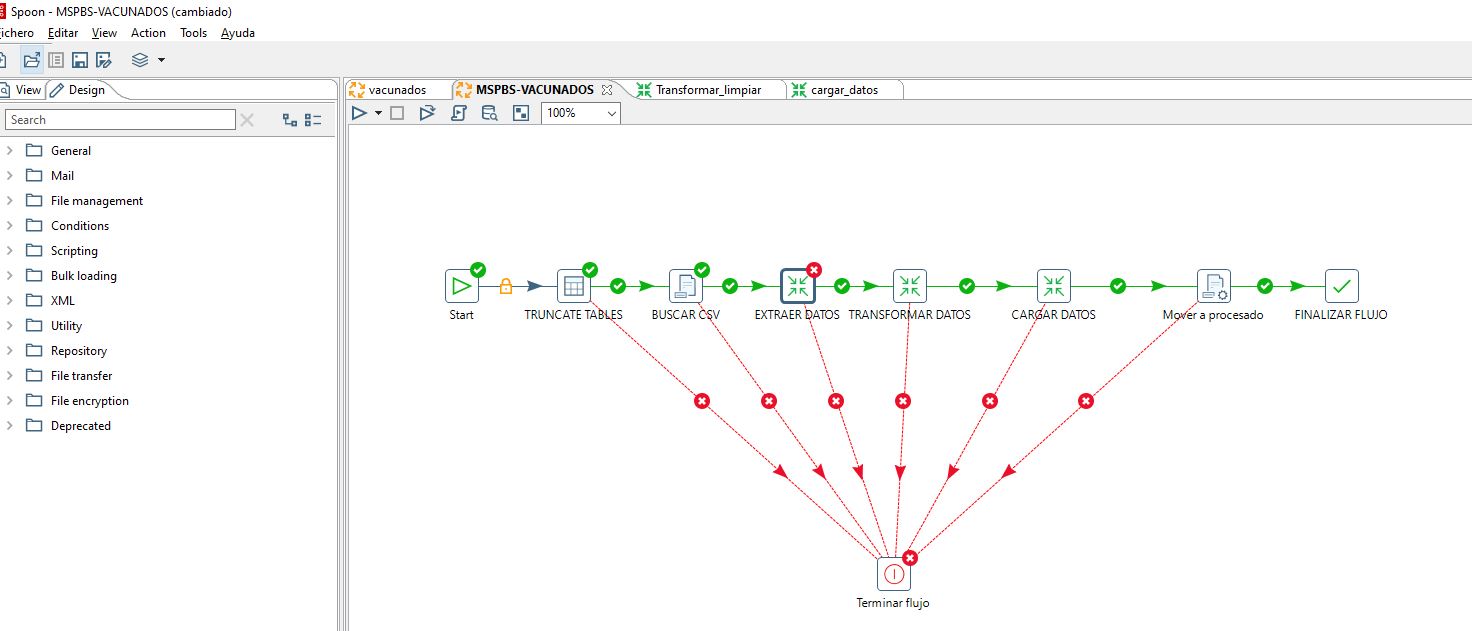 Spoon - MSPBS-VACUNADOS (cambiado)
ichero Editar View Action Tools Ayuda
View Design
vacunados MSPBS-VACUNADOS Transformar_limpiar cargar_datos
Search
100%
General
Mail
File management
Conditions
Scripting
Bulk loading
XML
Utility
Repository
File transfer
File encryption
Deprecated
Start TRUNCATE TABLES BUSCAR CSV EXTRAER DATOS TRANSFORMAR DATOS CARGAR DATOS Mover a procesado FINALIZAR FLUJO
Terminar flujo